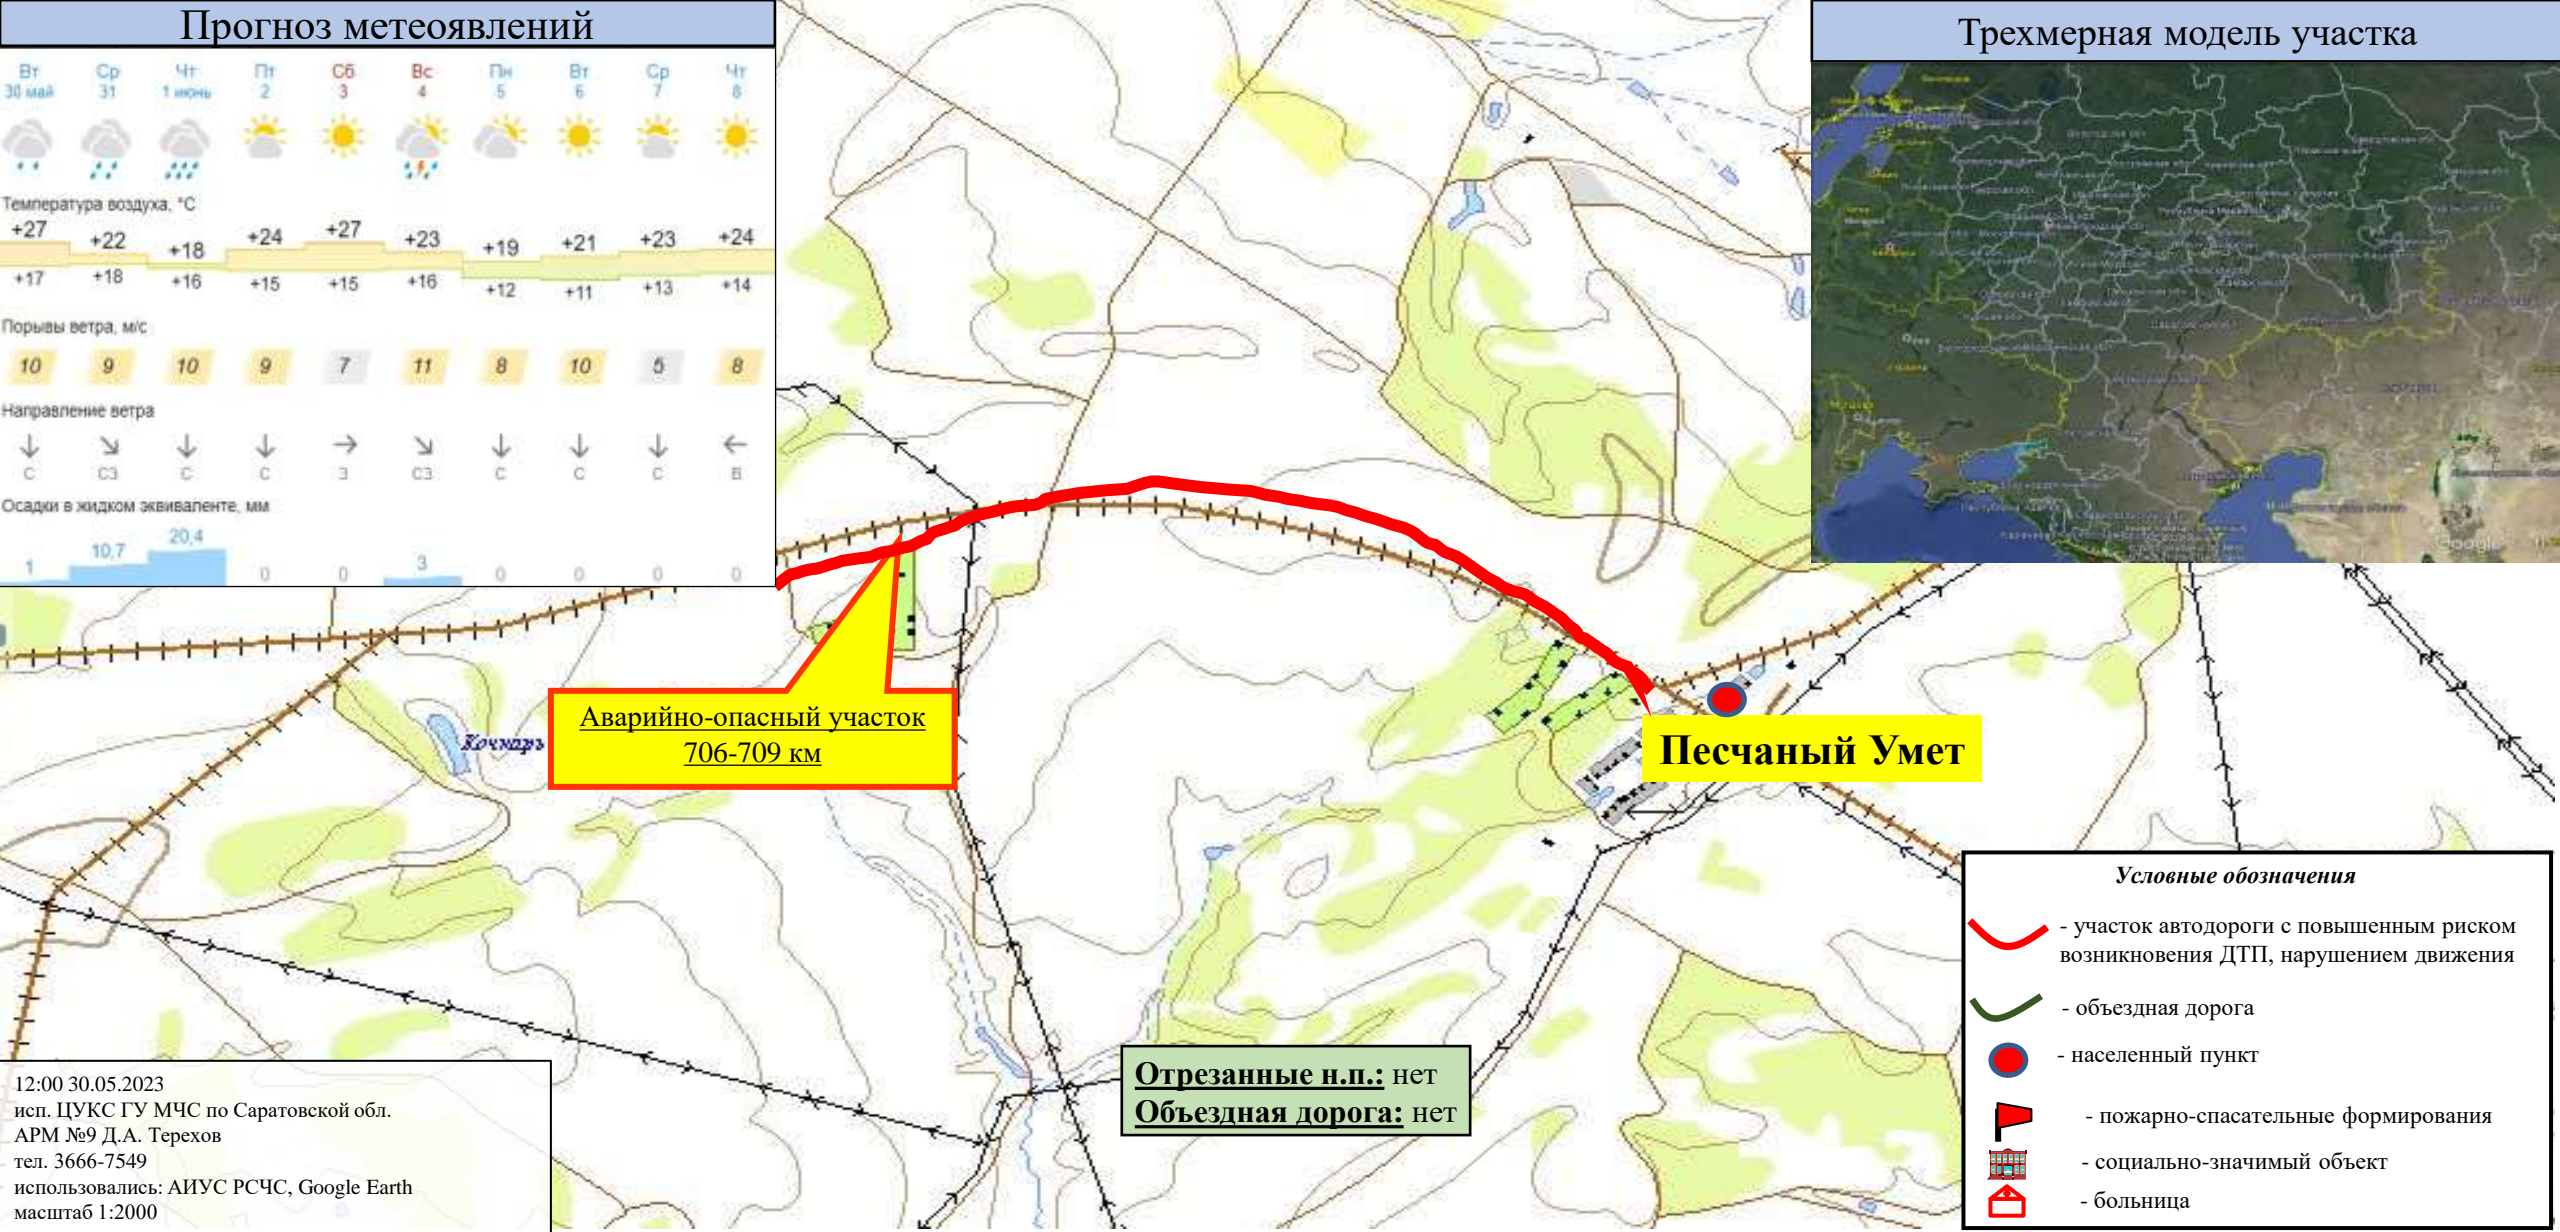 Прогноз метеоявлений
Вт Ср Чт Пт Сб Вс Пн Вт Ср Чт
30 май 31 1 июнь 2 3 4 5 6 7 8
Температура воздуха, °C
+27 +22 +18 +24 +27 +23 +19 +21 +23 +24
+17 +18 +16 +15 +15 +16 +12 +11 +13 +14
Порывы ветра, м/с
10 9 10 9 7 11 8 10 5 8
Направление ветра
С СЗ С С З СЗ С С С В
Осадки в жидком эквиваленте, мм
1 10,7 20,4 0 0 3 0 0 0 0
Трехмерная модель участка
Google
Аварийно-опасный участок
706-709 км
Кочкарь
Песчаный Умет
Отрезанные н.п.: нет
Объездная дорога: нет
12:00 30.05.2023
исп. ЦУКС ГУ МЧС по Саратовской обл.
АРМ №9 Д.А. Терехов
тел. 3666-7549
использовались: АИУС РСЧС, Google Earth
масштаб 1:2000
Условные обозначения
- участок автодороги с повышенным риском
возникновения ДТП, нарушением движения
- объездная дорога
- населенный пункт
- пожарно-спасательные формирования
- социально-значимый объект
- больница